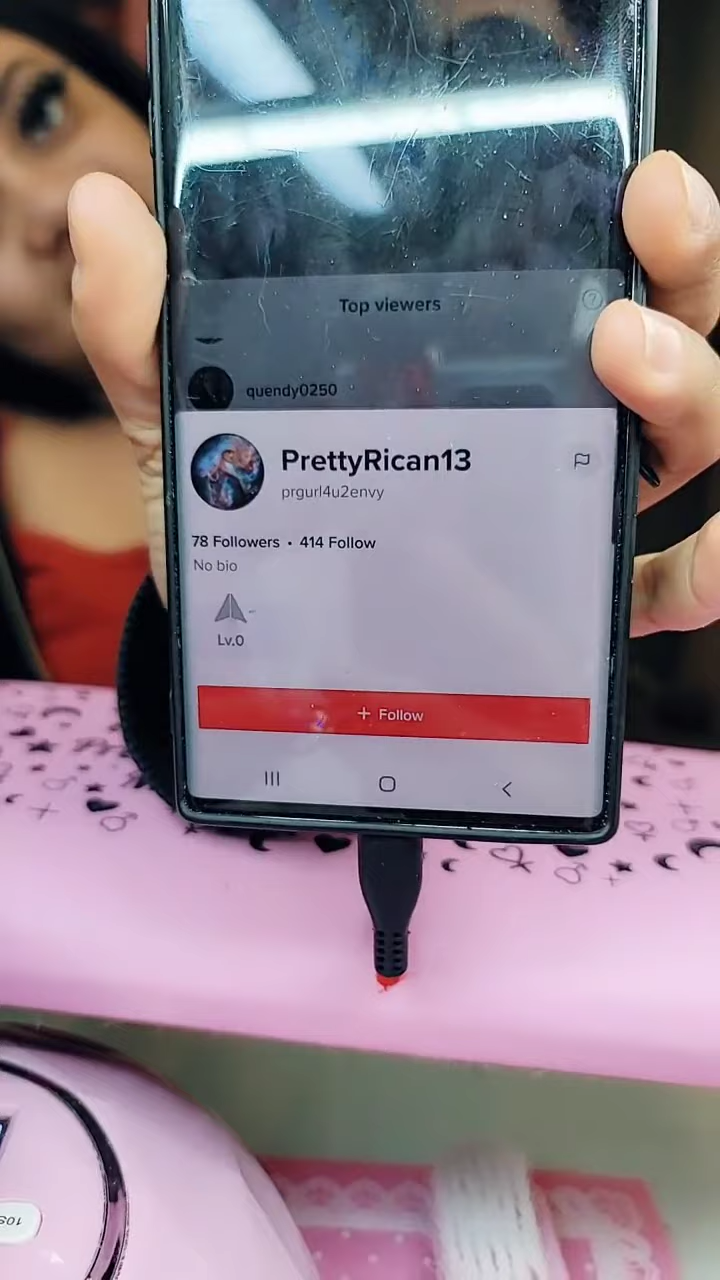 Top viewers
quendy0250
PrettyRican13
prgurl4u2envy
78 Followers • 414 Follow
No bio
Lv.0
+ Follow